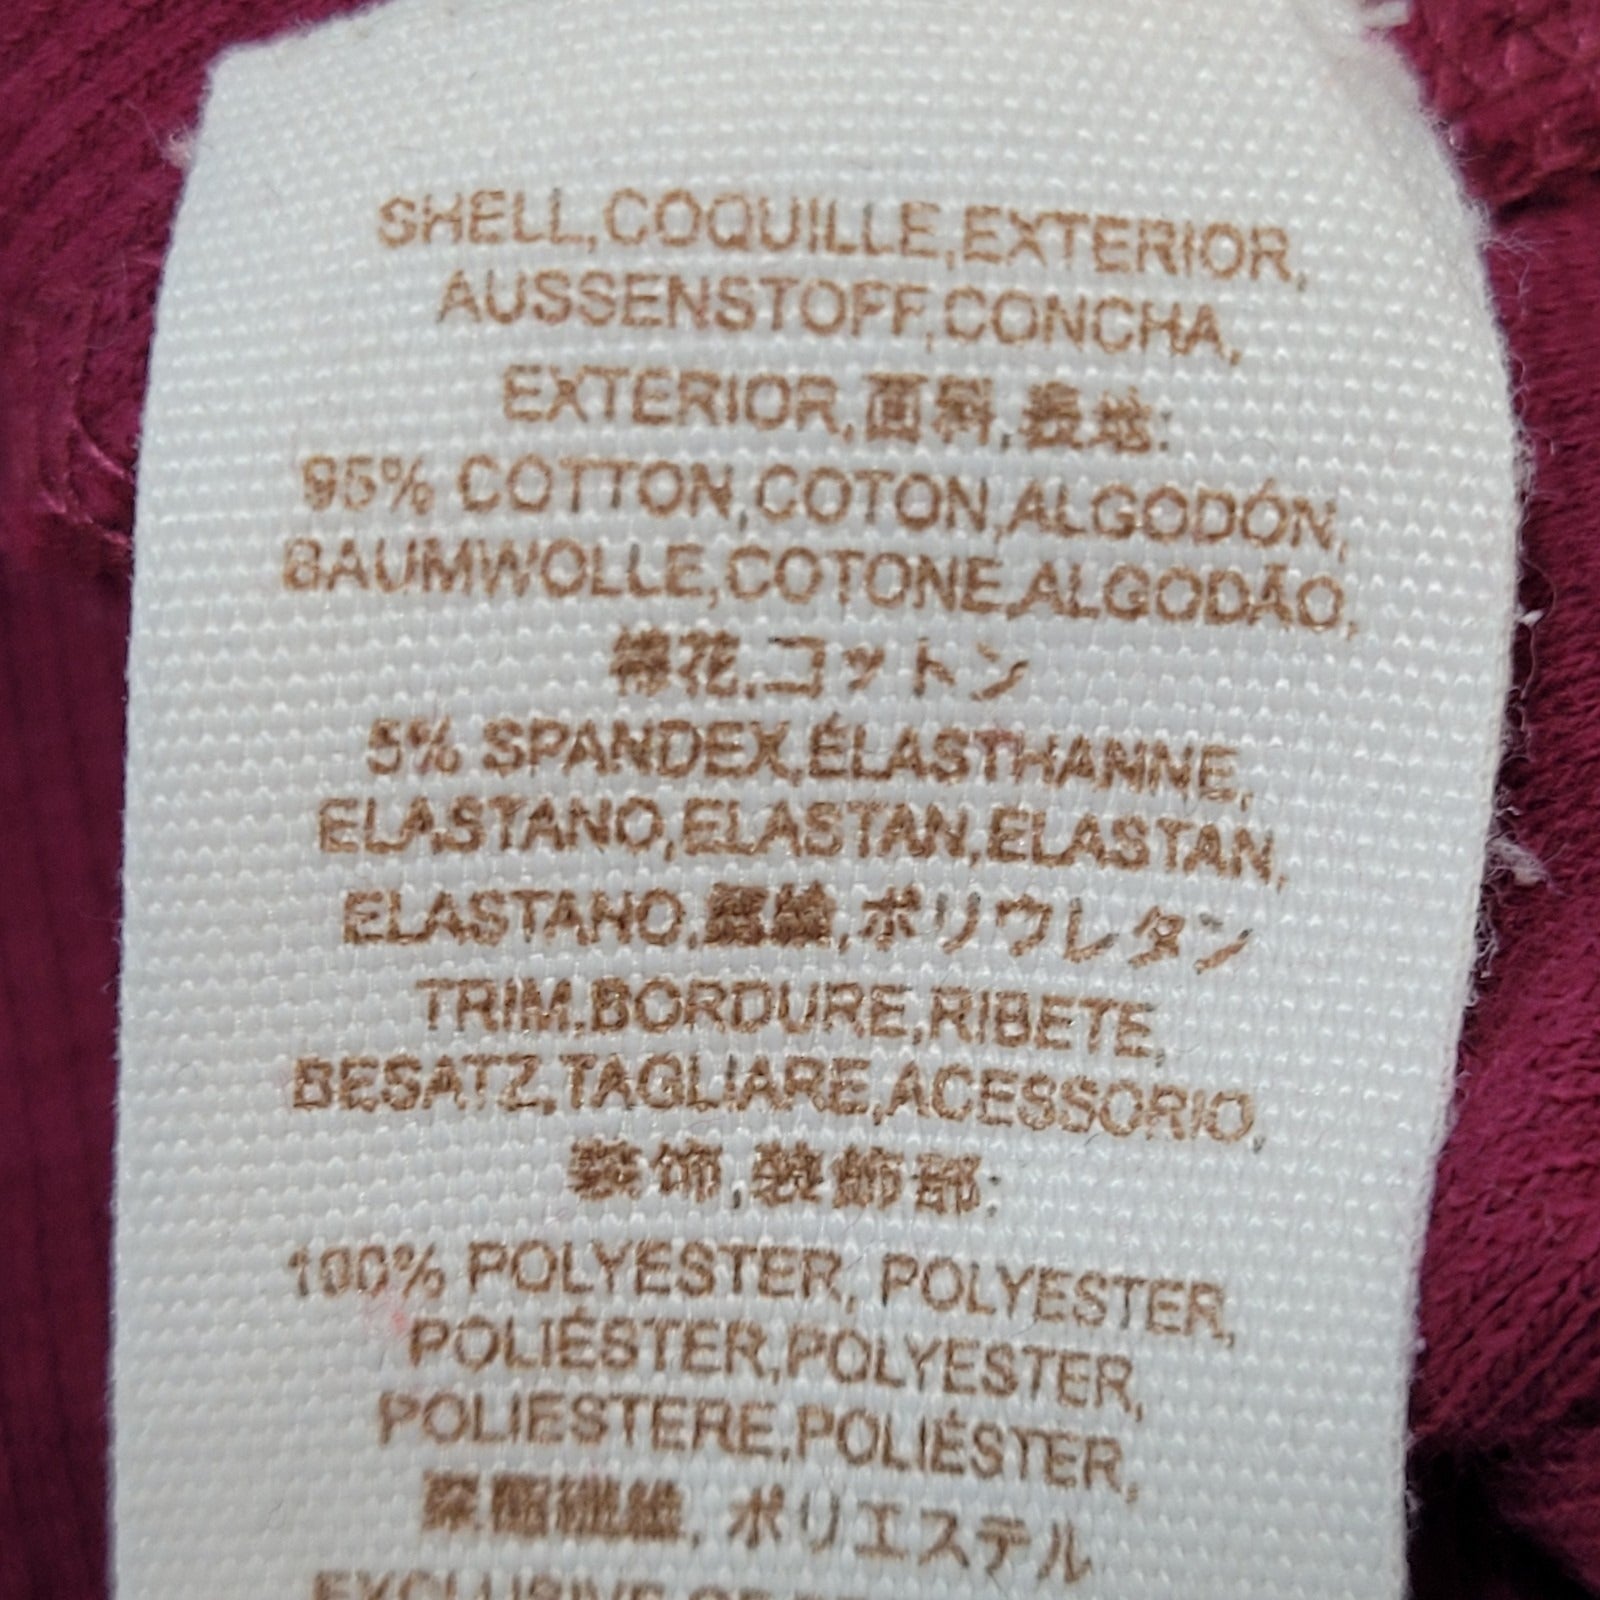 SHELL,COQUILLE,EXTERIOR,
AUSSENSTOFF,CONCHA,
EXTERIOR,面料,表地:
95% COTTON,COTON,ALGODÓN,
BAUMWOLLE,COTONE,ALGODÃO,
棉花,コットン
5% SPANDEX,ÉLASTHANNE,
ELASTANO,ELASTAN,ELASTAN,
ELASTANO,氨纶,ポリウレタン
TRIM,BORDURE,RIBETE,
BESATZ,TAGLIARE,ACESSORIO,
装饰,装飾部:
100% POLYESTER, POLYESTER,
POLIÉSTER,POLYESTER,
POLIESTERE,POLIÉSTER,
聚酯纤维, ポリエステル
EXCLUSIVE OF